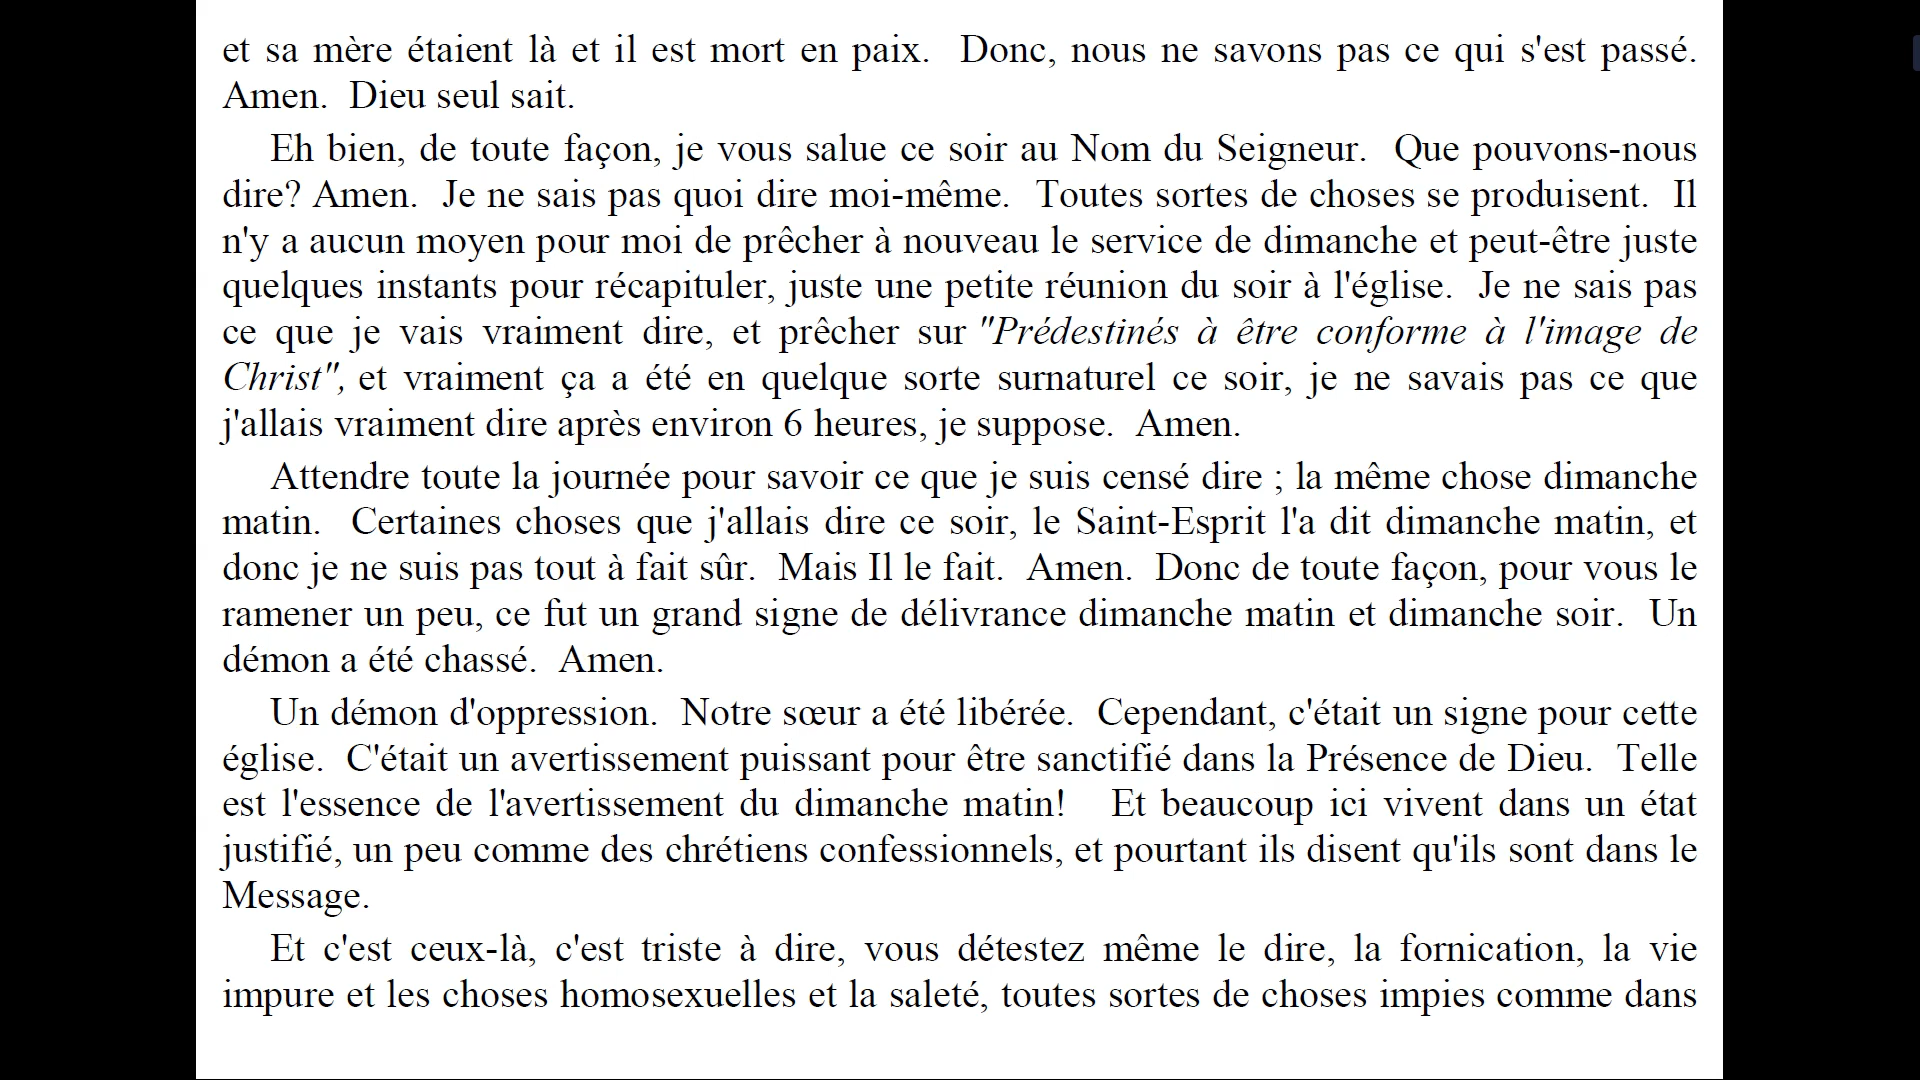 et sa mère étaient là et il est mort en paix.  Donc, nous ne savons pas ce qui s'est passé.
Amen.  Dieu seul sait.
Eh bien, de toute façon, je vous salue ce soir au Nom du Seigneur.  Que pouvons-nous
dire? Amen.  Je ne sais pas quoi dire moi-même.  Toutes sortes de choses se produisent.  Il
n'y a aucun moyen pour moi de prêcher à nouveau le service de dimanche et peut-être juste
quelques instants pour récapituler, juste une petite réunion du soir à l'église.  Je ne sais pas
ce que je vais vraiment dire, et prêcher sur "Prédestinés à être conforme à l'image de
Christ", et vraiment ça a été en quelque sorte surnaturel ce soir, je ne savais pas ce que
j'allais vraiment dire après environ 6 heures, je suppose.  Amen.
Attendre toute la journée pour savoir ce que je suis censé dire ; la même chose dimanche
matin.  Certaines choses que j'allais dire ce soir, le Saint-Esprit l'a dit dimanche matin, et
donc je ne suis pas tout à fait sûr.  Mais Il le fait.  Amen.  Donc de toute façon, pour vous le
ramener un peu, ce fut un grand signe de délivrance dimanche matin et dimanche soir.  Un
démon a été chassé.  Amen.
Un démon d'oppression.  Notre sœur a été libérée.  Cependant, c'était un signe pour cette
église.  C'était un avertissement puissant pour être sanctifié dans la Présence de Dieu.  Telle
est l'essence de l'avertissement du dimanche matin!   Et beaucoup ici vivent dans un état
justifié, un peu comme des chrétiens confessionnels, et pourtant ils disent qu'ils sont dans le
Message.
Et c'est ceux-là, c'est triste à dire, vous détestez même le dire, la fornication, la vie
impure et les choses homosexuelles et la saleté, toutes sortes de choses impies comme dans